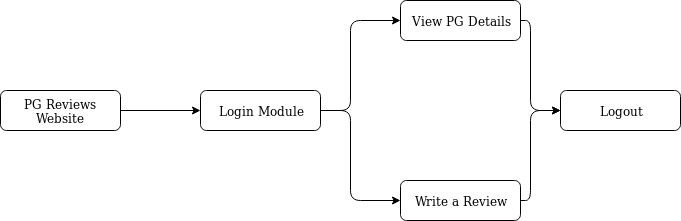 View PG Details
PG Reviews
Website
Login Module
Logout
Write a Review